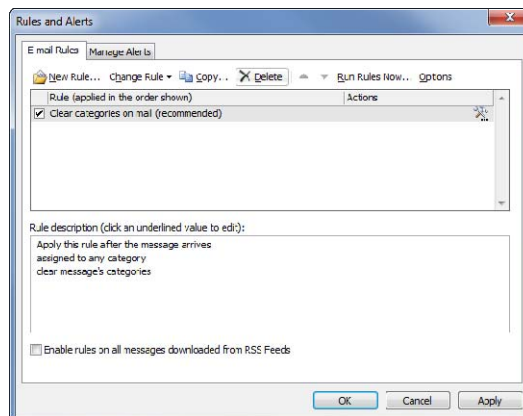 Rules and Alerts
E-mail Rules Manage Alerts
New Rule... Change Rule Copy... Delete Run Rules Now... Options
Rule (applied in the order shown) Actions
Clear categories on mail (recommended)
Rule description (click an underlined value to edit):
Apply this rule after the message arrives
assigned to any category
clear message's categories
Enable rules on all messages downloaded from RSS Feeds
OK Cancel Apply